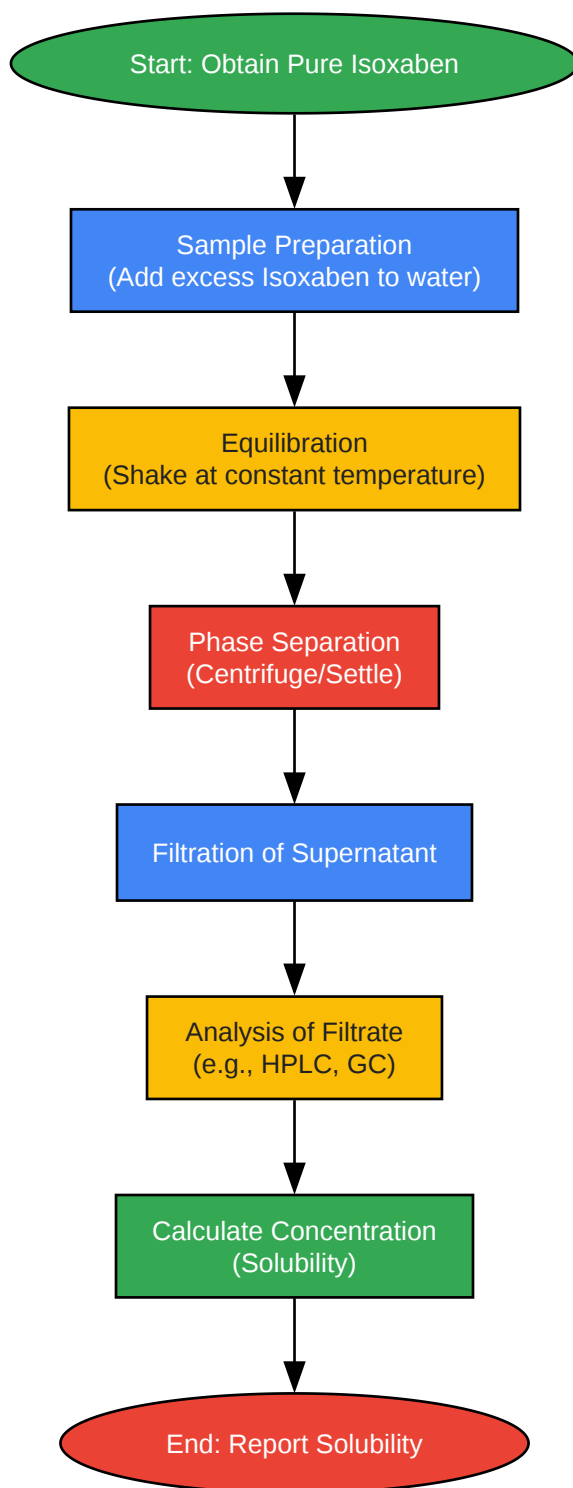 Start: Obtain Pure Isoxaben
Sample Preparation
(Add excess Isoxaben to water)
Equilibration
(Shake at constant temperature)
Phase Separation
(Centrifuge/Settle)
Filtration of Supernatant
Analysis of Filtrate
(e.g., HPLC, GC)
Calculate Concentration
(Solubility)
End: Report Solubility